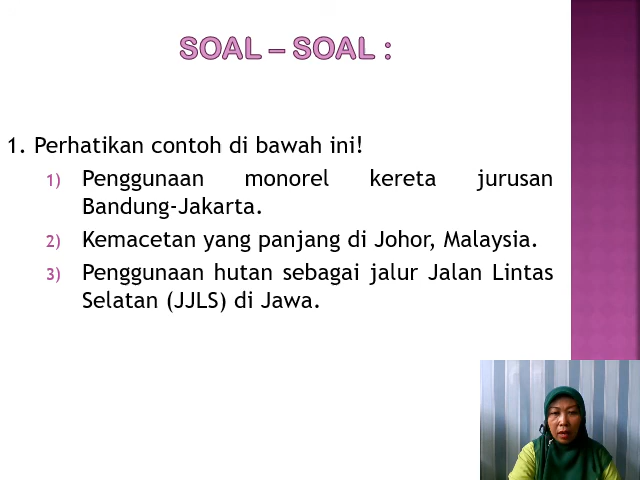 SOAL – SOAL :
1. Perhatikan contoh di bawah ini!
1) Penggunaan monorel kereta jurusan
Bandung-Jakarta.
2) Kemacetan yang panjang di Johor, Malaysia.
3) Penggunaan hutan sebagai jalur Jalan Lintas
Selatan (JJLS) di Jawa.